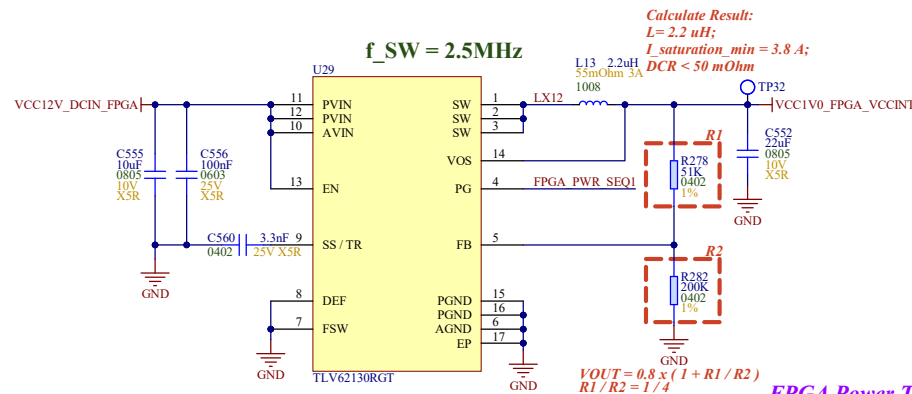 Calculate Result:
L= 2.2 uH;
I_saturation_min = 3.8 A;
DCR < 50 mOhm
f_SW = 2.5MHz
U29
L13 2.2uH
55mOhm 3A
1008
TP32
VCC12V_DCIN_FPGA
11 PVIN
12 PVIN
10 AVIN
13 EN
9 SS / TR
8 DEF
7 FSW
SW 1
SW 2
SW 3
VOS 14
PG 4
FB 5
PGND 15
PGND 16
AGND 6
EP 17
LX12
VCC1V0_FPGA_VCCINT
FPGA_PWR_SEQ1
C555
10uF
0805
10V
X5R
C556
100nF
0603
25V
X5R
C560 3.3nF
0402 25V X5R
R1
R278
51K
0402
1%
C552
22uF
0805
10V
X5R
GND
R2
R282
200K
0402
1%
GND
GND
GND
GND
GND
TLV62130RGT
VOUT = 0.8 x ( 1 + R1 / R2 )
R1 / R2 = 1 / 4
FPGA Power T